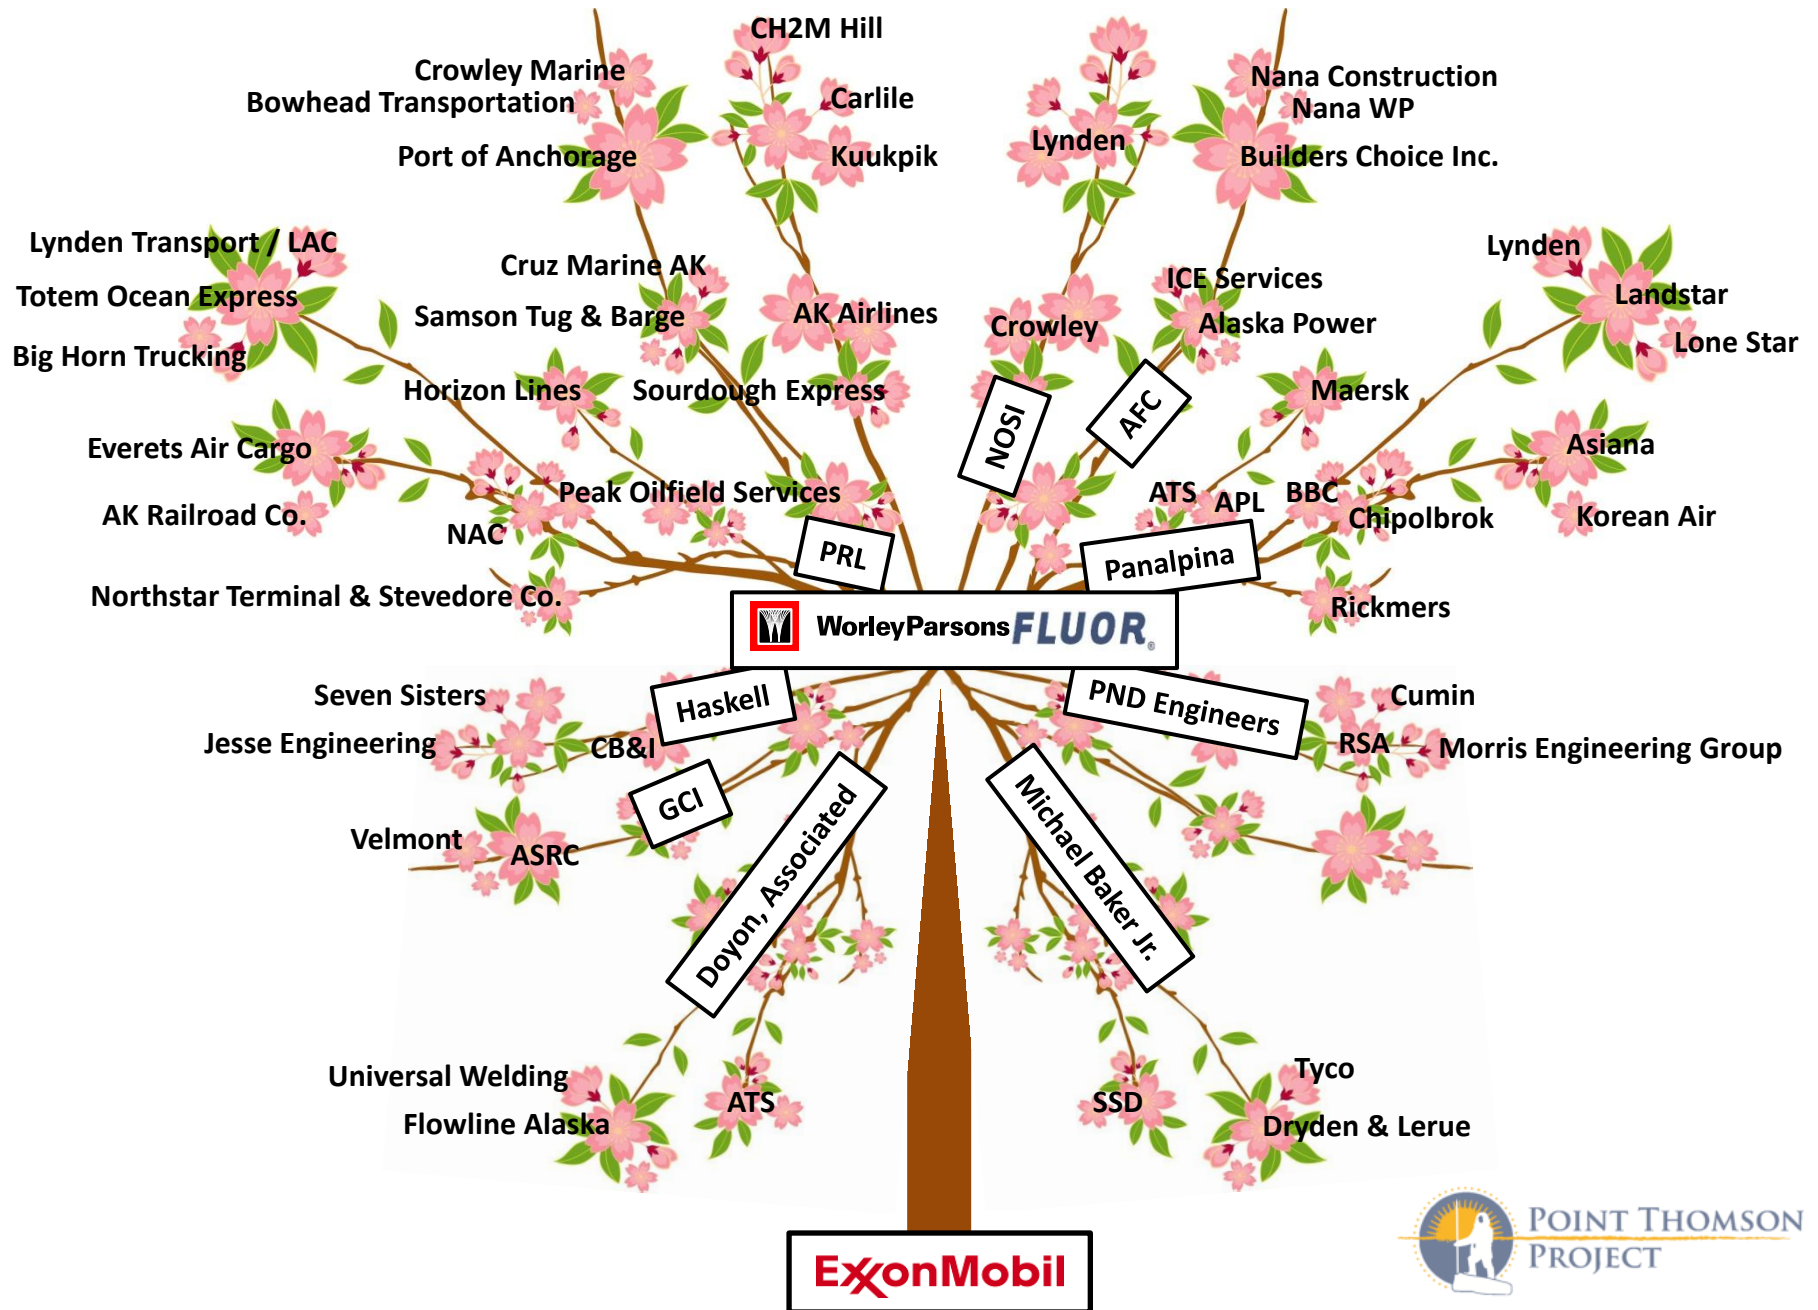 CH2M Hill
Crowley Marine
Bowhead Transportation
Carlile
Port of Anchorage
Kuukpik
Lynden
Nana Construction
Nana WP
Builders Choice Inc.
Lynden Transport / LAC
Totem Ocean Express
Big Horn Trucking
Cruz Marine AK
Samson Tug & Barge
AK Airlines
Crowley
ICE Services
Alaska Power
Lynden
Landstar
Lone Star
Horizon Lines
Sourdough Express
NOSI
AFC
Maersk
Everets Air Cargo
Asiana
AK Railroad Co.
Peak Oilfield Services
ATS
APL
BBC
Chipolbrok
Korean Air
NAC
PRL
Panalpina
Northstar Terminal & Stevedore Co.
Rickmers
WorleyParsons FLUOR®
Seven Sisters
Haskell
PND Engineers
Cumin
Jesse Engineering
CB&I
RSA
Morris Engineering Group
GCI
Velmont
ASRC
Doyon, Associated
Michael Baker Jr.
Universal Welding
Flowline Alaska
ATS
SSD
Tyco
Dryden & Lerue
ExxonMobil
POINT THOMSON
PROJECT